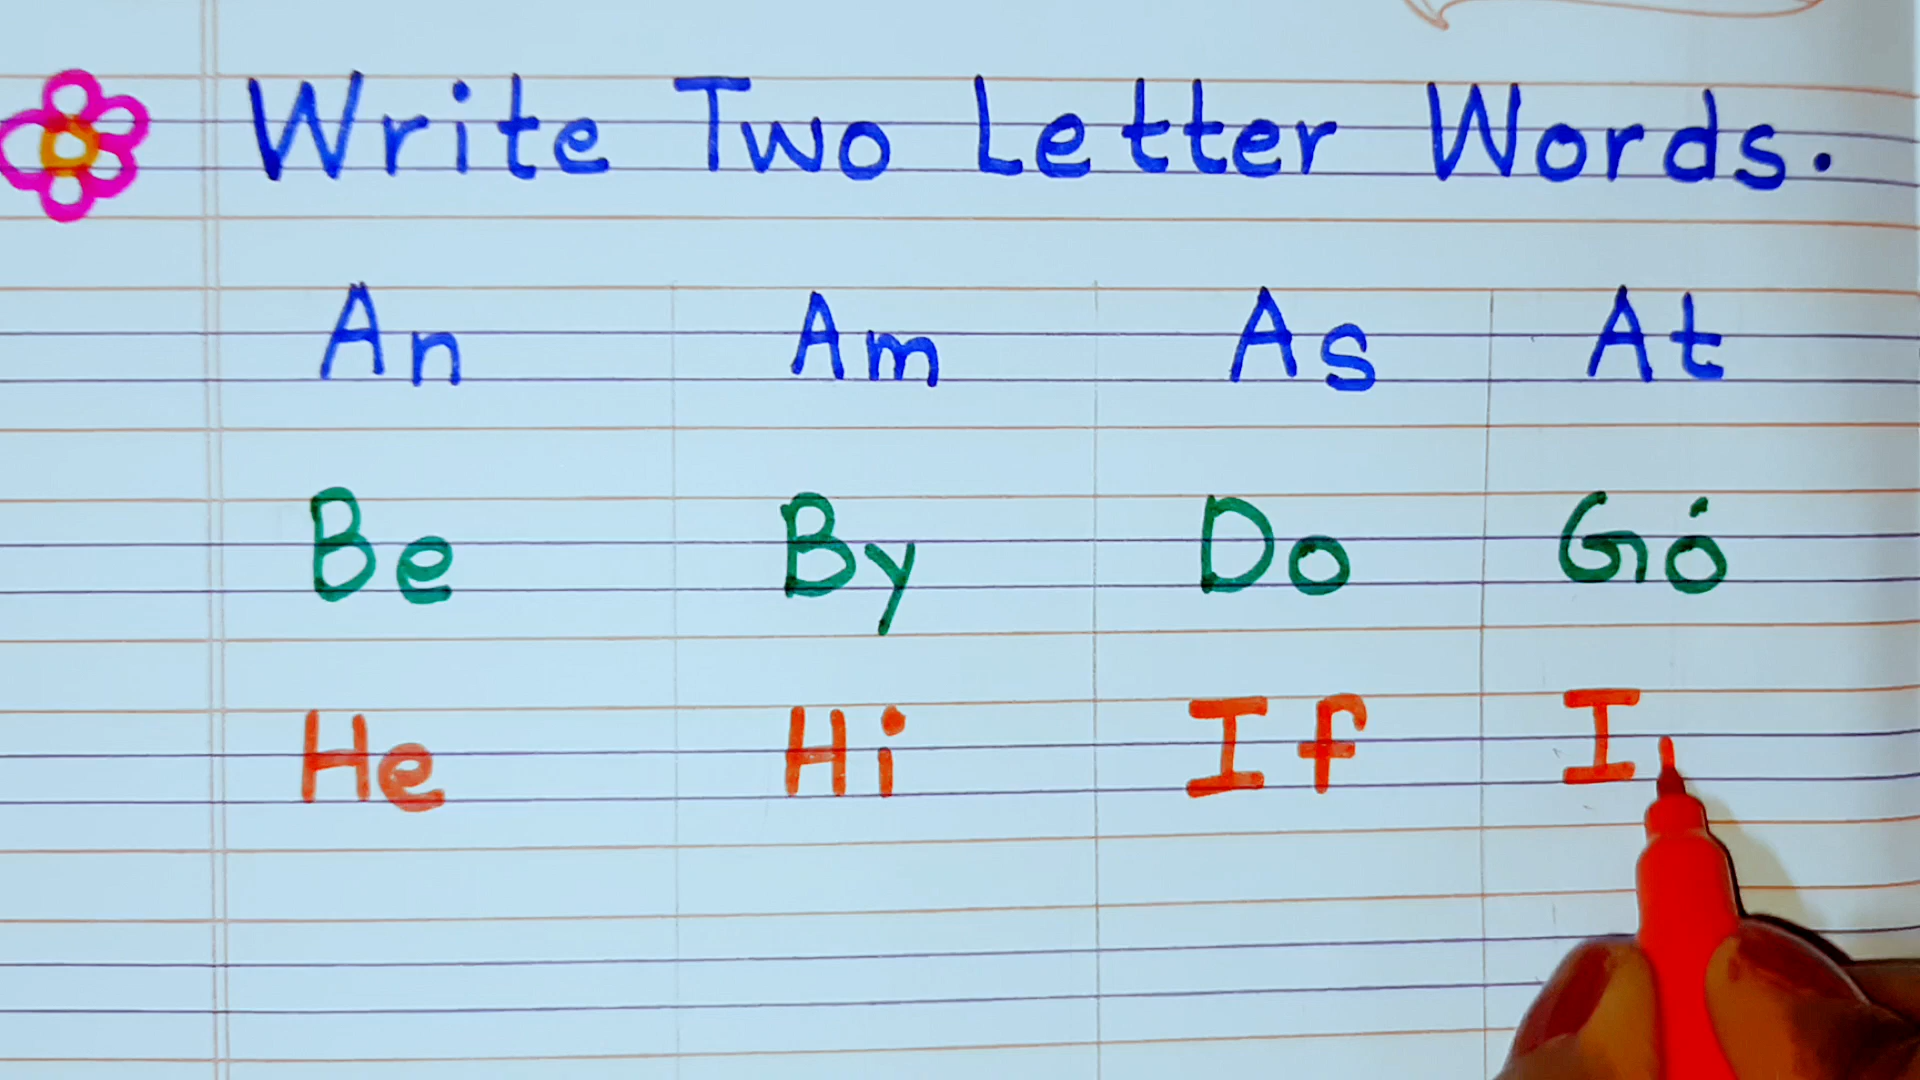 Write Two Letter Words.
An Am As At
Be By Do Go
He Hi If I